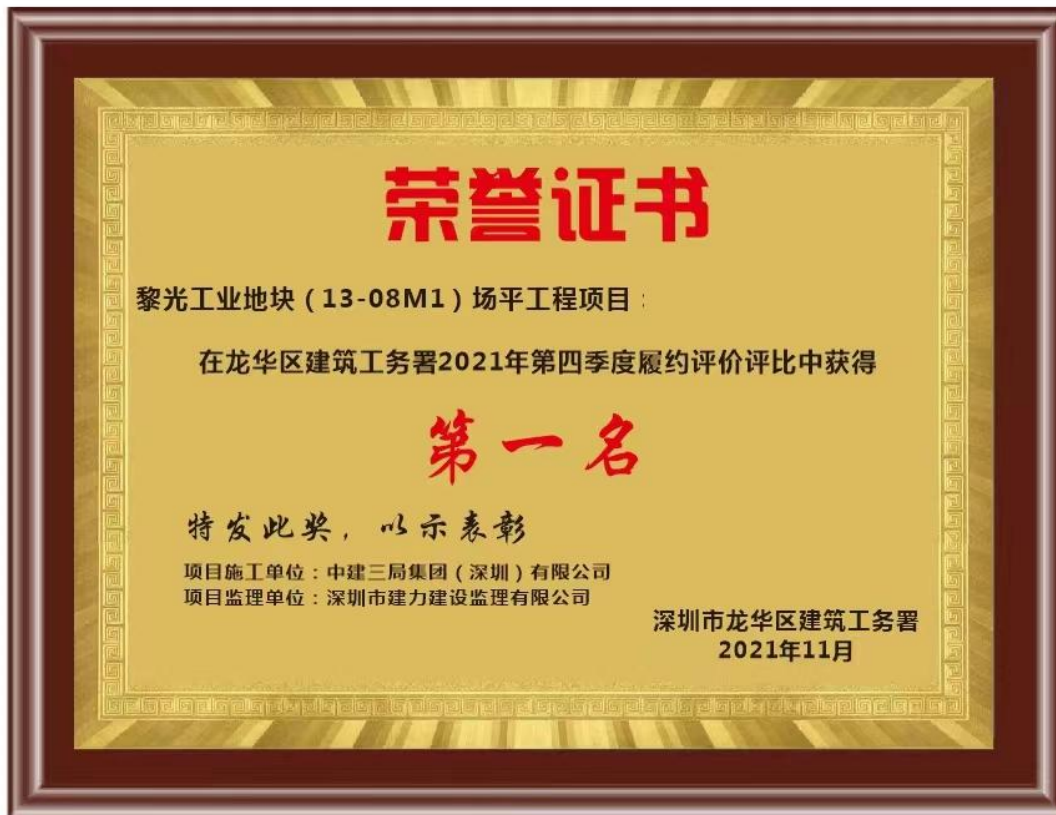 荣誉证书
黎光工业地块（13-08M1）场平工程项目：
在龙华区建筑工务署2021年第四季度履约评价评比中获得
第一名
特发此奖，以示表彰
项目施工单位：中建三局集团（深圳）有限公司
项目监理单位：深圳市建力建设监理有限公司
深圳市龙华区建筑工务署
2021年11月